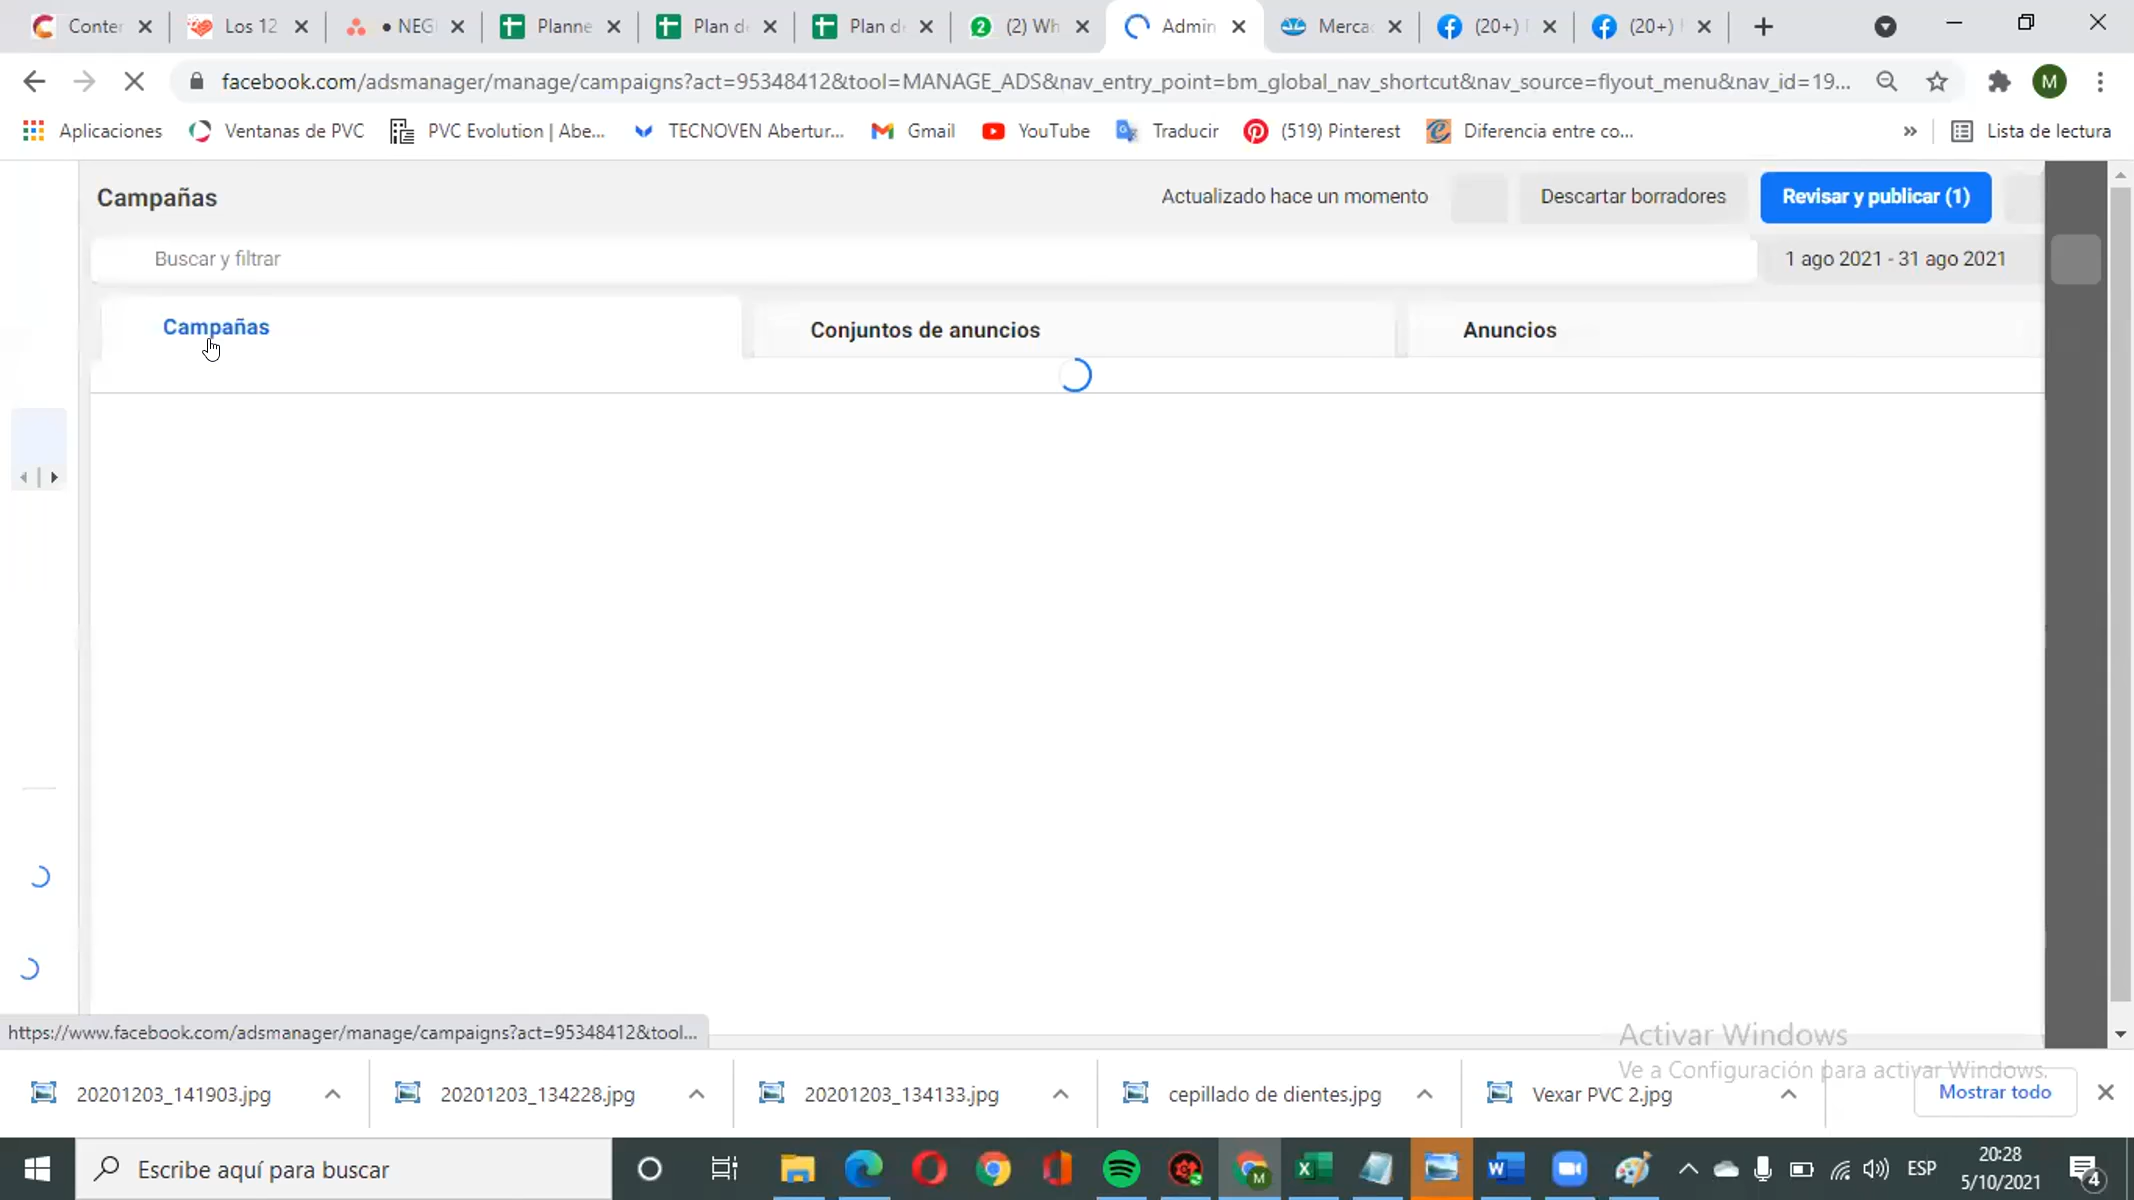 Conter
Los 12
• NEG
Planne
Plan d
Plan d
(2) Wh
Admin
Merca
(20+)
(20+)
facebook.com/adsmanager/manage/campaigns?act=95348412&tool=MANAGE_ADS&nav_entry_point=bm_global_nav_shortcut&nav_source=flyout_menu&nav_id=19...
M
Aplicaciones
Ventanas de PVC
PVC Evolution | Abe...
TECNOVEN Abertur...
Gmail
YouTube
Traducir
(519) Pinterest
Diferencia entre co...
»
Lista de lectura
Campañas
Actualizado hace un momento
Descartar borradores
Revisar y publicar (1)
Buscar y filtrar
1 ago 2021 - 31 ago 2021
Campañas
Conjuntos de anuncios
Anuncios
https://www.facebook.com/adsmanager/manage/campaigns?act=95348412&tool...
Activar Windows
Ve a Configuración para activar Windows.
20201203_141903.jpg
20201203_134228.jpg
20201203_134133.jpg
cepillado de dientes.jpg
Vexar PVC 2.jpg
Mostrar todo
Escribe aquí para buscar
ESP
20:28
5/10/2021
4